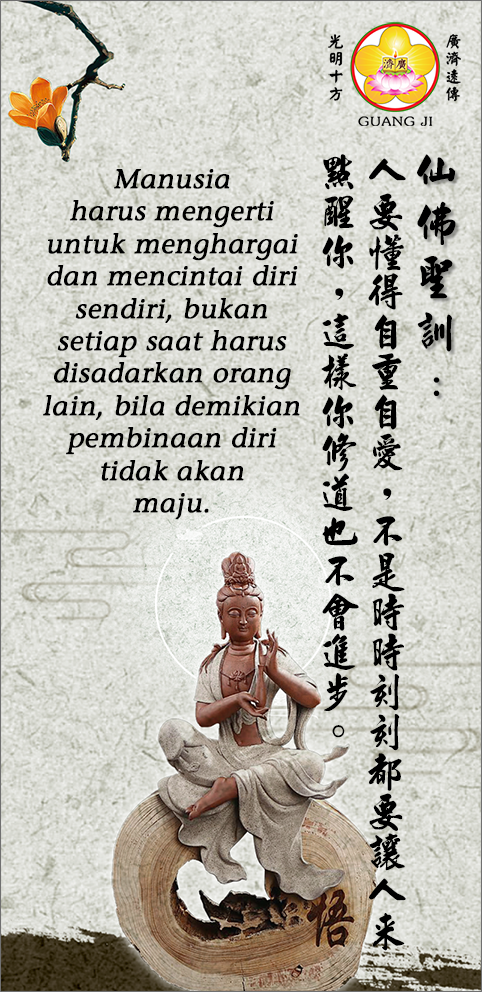 光明十方
廣濟遠傳
濟廣
GUANG JI
仙佛聖訓：
人要懂得自重自愛，不是時時刻刻都要讓人来
點醒你，這樣你修道也不會進步。
Manusia
harus mengerti
untuk menghargai
dan mencintai diri
sendiri, bukan
setiap saat harus
disadarkan orang
lain, bila demikian
pembinaan diri
tidak akan
maju.
悟